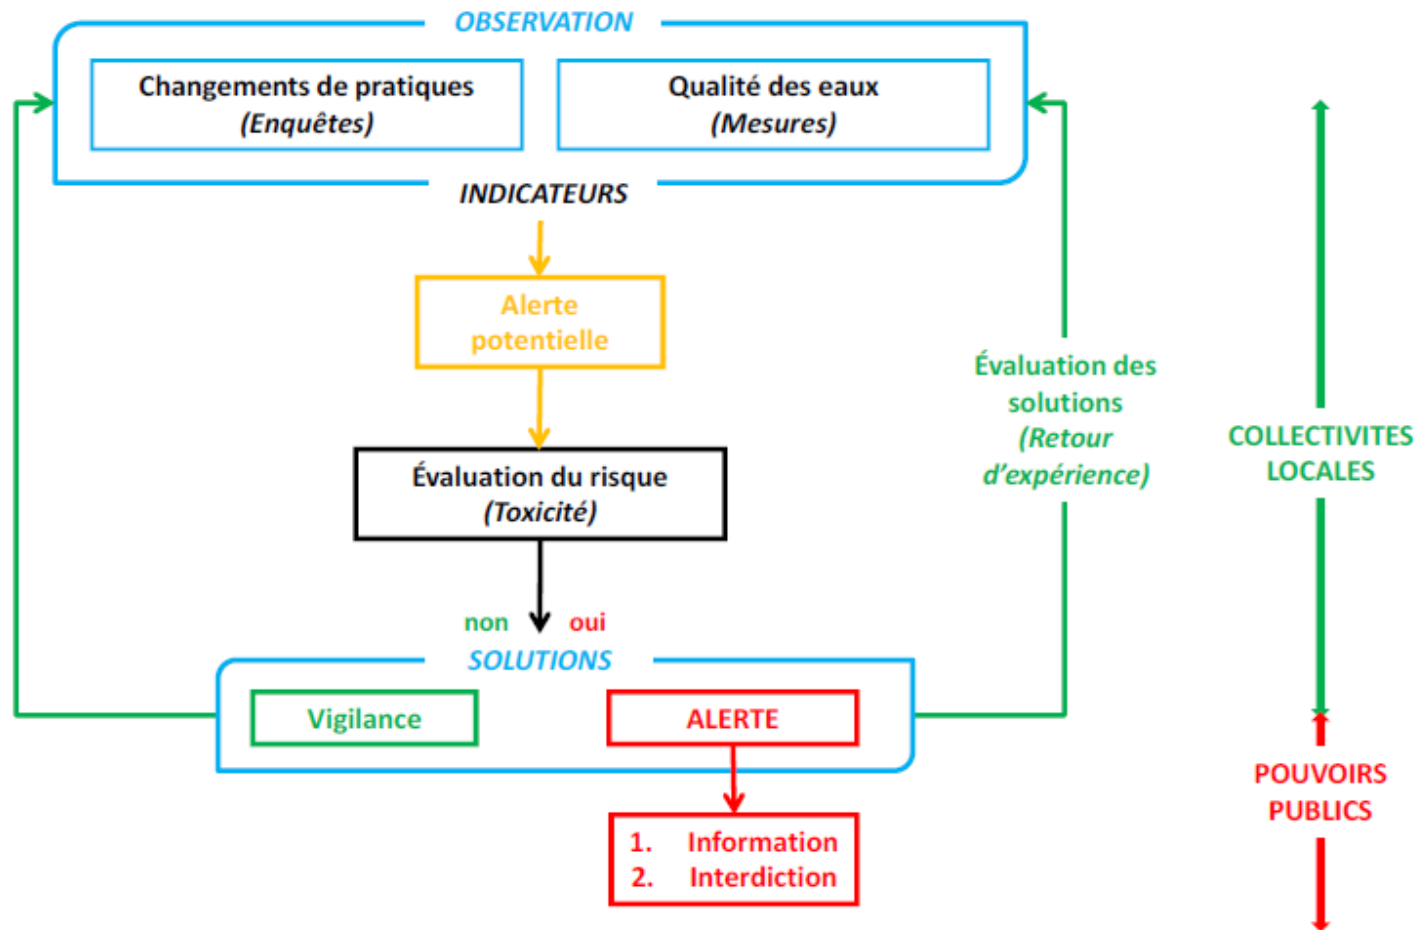 OBSERVATION
Changements de pratiques
(Enquêtes)
Qualité des eaux
(Mesures)
INDICATEURS
Alerte
potentielle
Évaluation du risque
(Toxicité)
non
oui
SOLUTIONS
Vigilance
ALERTE
1. Information
2. Interdiction
Évaluation des
solutions
(Retour
d'expérience)
COLLECTIVITES
LOCALES
POUVOIRS
PUBLICS